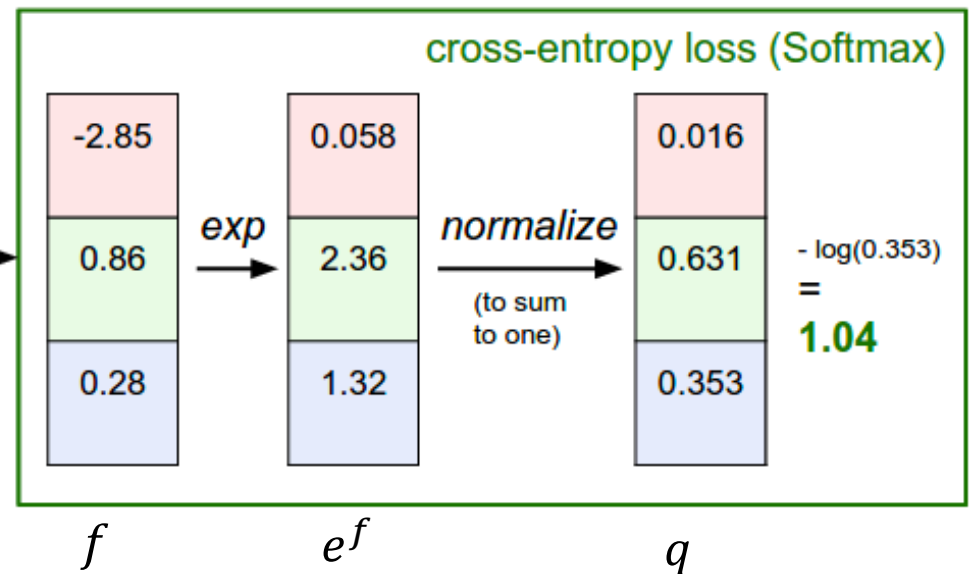 cross-entropy loss (Softmax)
-2.85
0.058
0.016
exp
normalize
0.86
2.36
0.631
- log(0.353)
(to sum
to one)
=
1.04
0.28
1.32
0.353
f
e^f
q